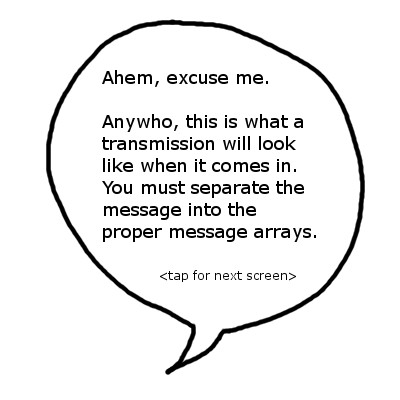 Ahem, excuse me.
Anywho, this is what a
transmission will look
like when it comes in.
You must separate the
message into the
proper message arrays.
<tap for next screen>